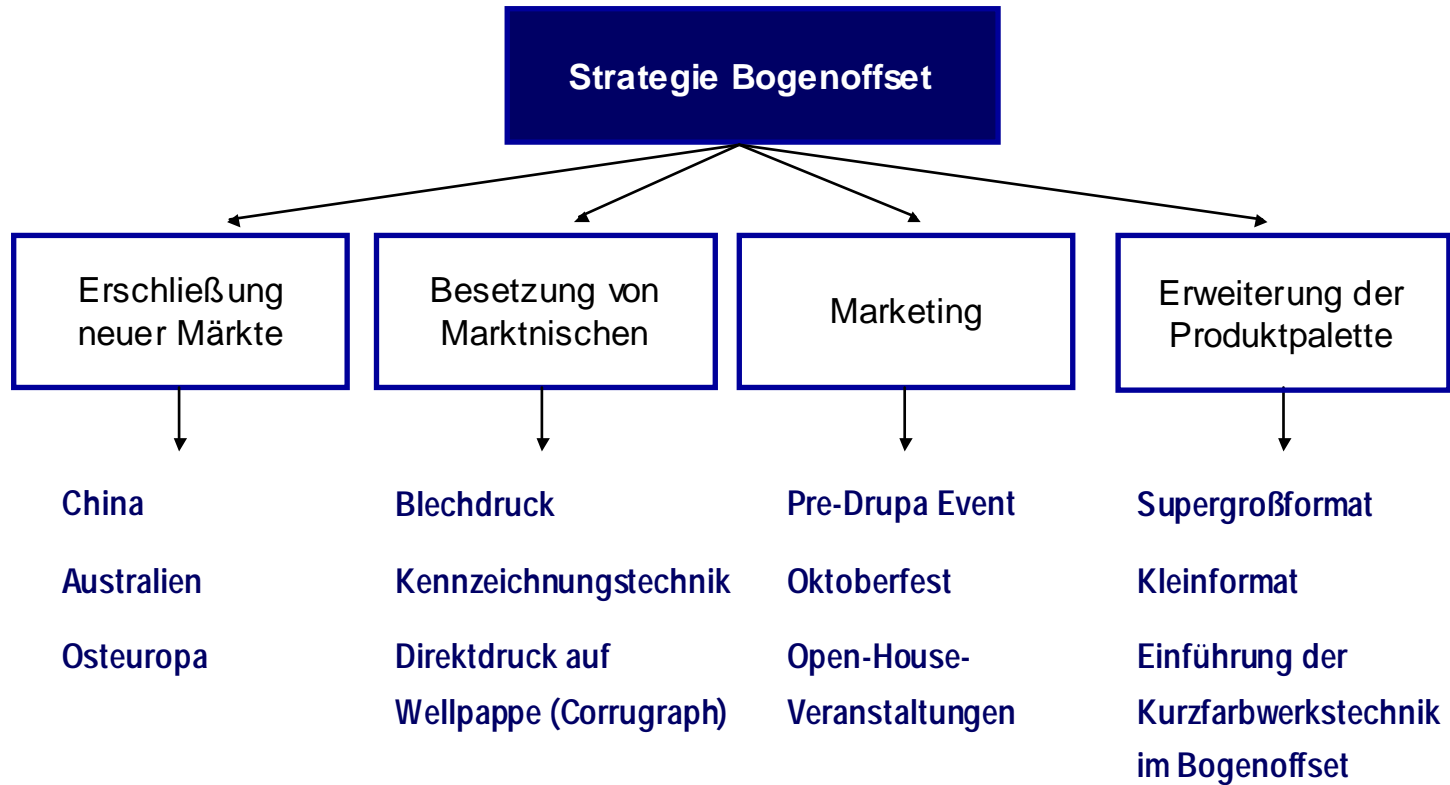 Strategie Bogenoffset
Erschließung
neuer Märkte
Besetzung von
Marktnischen
Marketing
Erweiterung der
Produktpalette
China
Australien
Osteuropa
Blechdruck
Kennzeichnungstechnik
Direktdruck auf
Wellpappe (Corrugraph)
Pre-Drupa Event
Oktoberfest
Open-House-
Veranstaltungen
Supergroßformat
Kleinformat
Einführung der
Kurzfarbwerkstechnik
im Bogenoffset